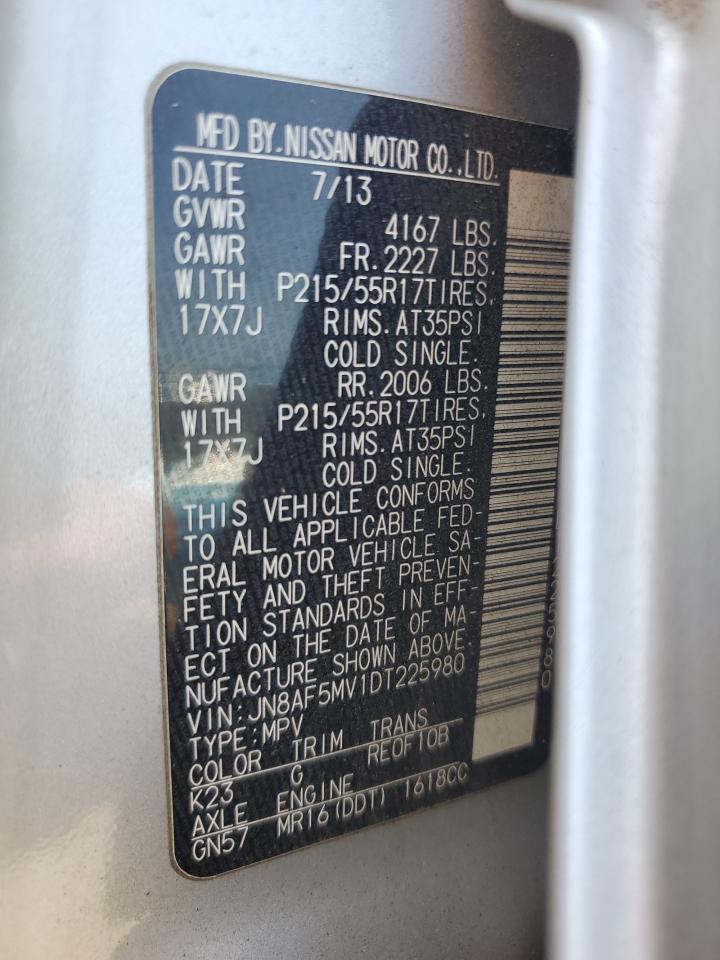 MFD BY.NISSAN MOTOR CO.,LTD.
DATE 7/13
GVWR 4167 LBS.
GAWR FR.2227 LBS.
WITH P215/55R17TIRES,
17X7J RIMS.AT35PSI
COLD SINGLE.
GAWR RR.2006 LBS.
WITH P215/55R17TIRES,
17X7J RIMS.AT35PSI
COLD SINGLE.
THIS VEHICLE CONFORMS
TO ALL APPLICABLE FED-
ERAL MOTOR VEHICLE SA-
FETY AND THEFT PREVEN-
TION STANDARDS IN EFF-
ECT ON THE DATE OF MA-
NUFACTURE SHOWN ABOVE.
VIN:JN8AF5MV1DT225980
TYPE:MPV
COLOR TRIM TRANS
K23 G RE0F10B
AXLE ENGINE
GN57 MR16(DDT) 1618CC
225980